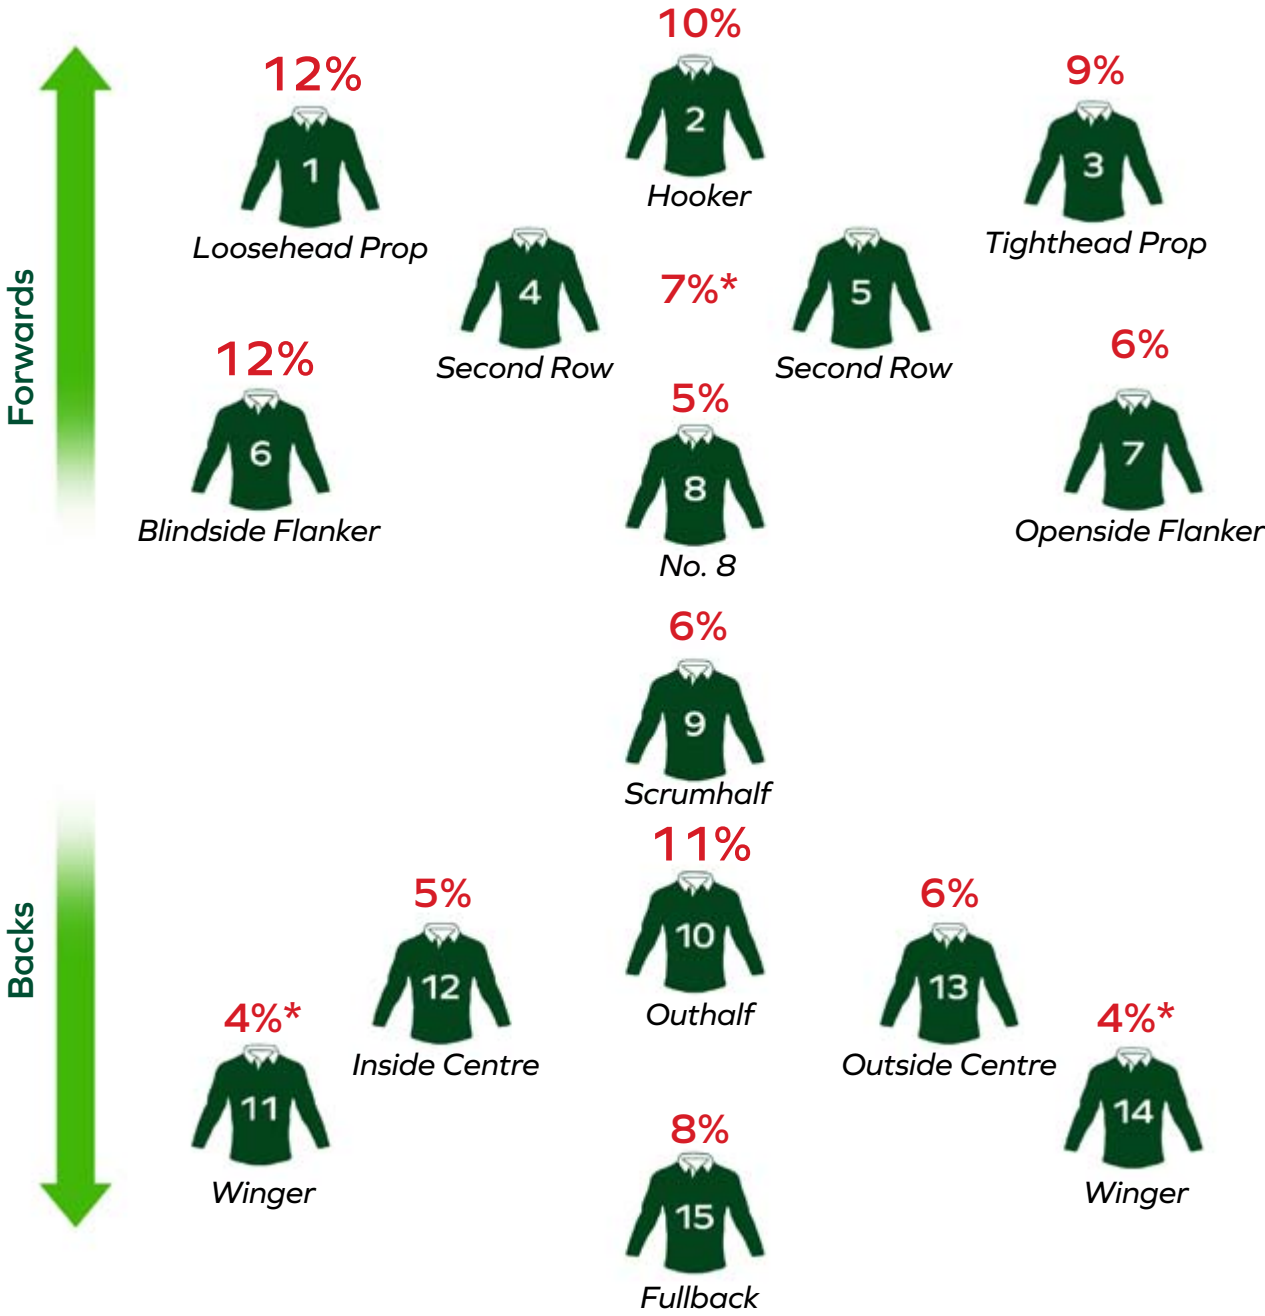 10%
12%
9%
2
1
3
Hooker
Loosehead Prop
Tighthead Prop
4
7%*
5
Forwards
Second Row
Second Row
12%
6%
5%
6
7
8
Blindside Flanker
Openside Flanker
No. 8
6%
9
Scrumhalf
11%
5%
6%
10
Backs
12
13
Outhalf
4%*
4%*
Inside Centre
Outside Centre
11
14
8%
Winger
Winger
15
Fullback